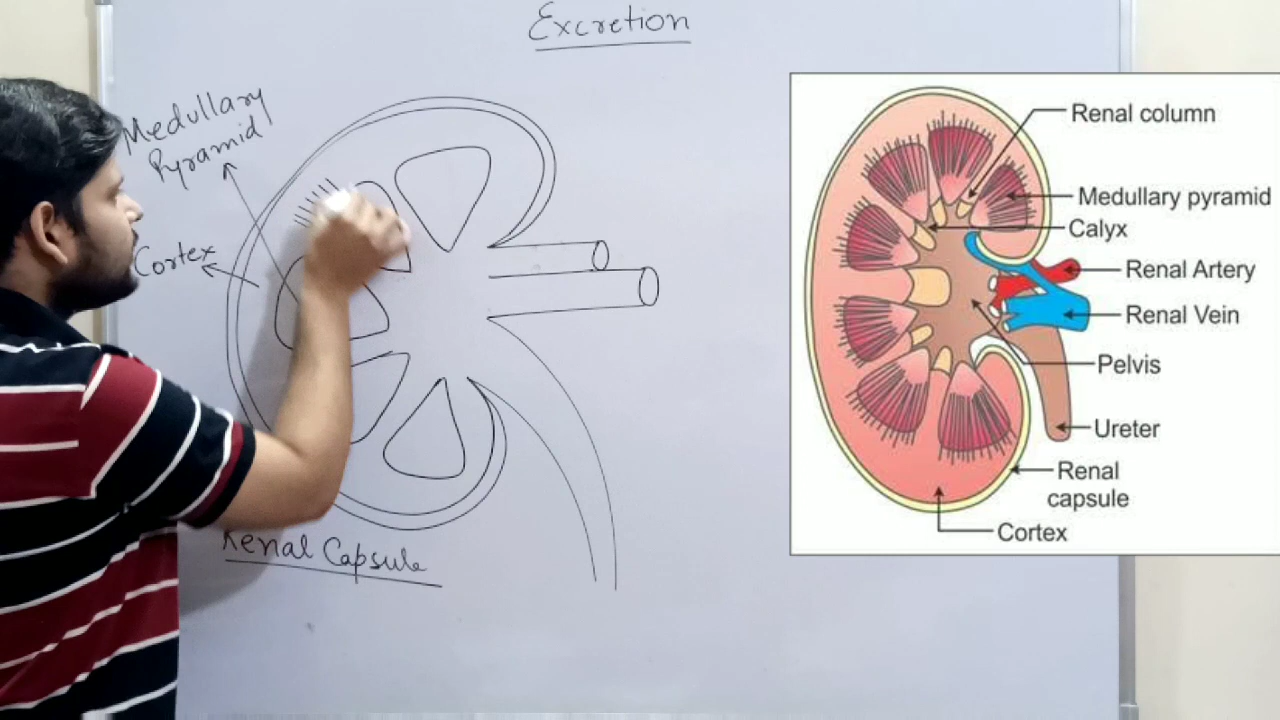 Excretion
Medullary
Pyramid
Cortex
Renal Capsule
Renal column
Medullary pyramid
Calyx
Renal Artery
Renal Vein
Pelvis
Ureter
Renal
capsule
Cortex